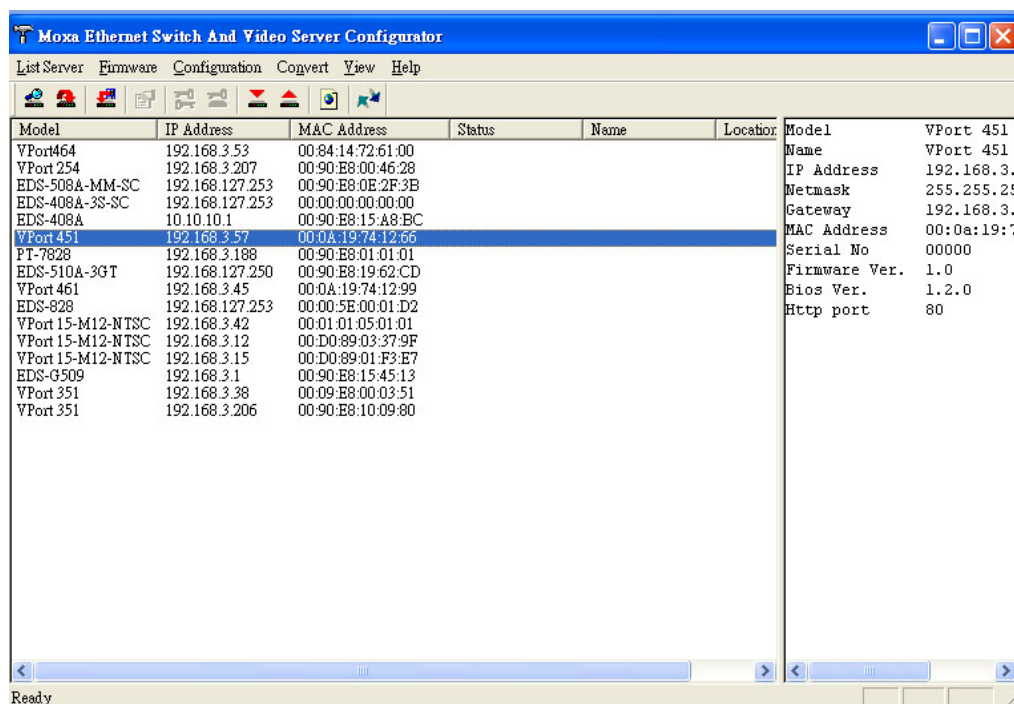 Moxa Ethernet Switch And Video Server Configurator
List Server Firmware Configuration Convert View Help
Model IP Address MAC Address Status Name Location
VPort464 192.168.3.53 00:84:14:72:61:00
VPort 254 192.168.3.207 00:90:E8:00:46:28
EDS-508A-MM-SC 192.168.127.253 00:90:E8:0E:2F:3B
EDS-408A-3S-SC 192.168.127.253 00:00:00:00:00:00
EDS-408A 10.10.10.1 00:90:E8:15:A8:BC
VPort 451 192.168.3.57 00:0A:19:74:12:66
PT-7828 192.168.3.188 00:90:E8:01:01:01
EDS-510A-3GT 192.168.127.250 00:90:E8:19:62:CD
VPort 461 192.168.3.45 00:0A:19:74:12:99
EDS-828 192.168.127.253 00:00:5E:00:01:D2
VPort 15-M12-NTSC 192.168.3.42 00:01:01:05:01:01
VPort 15-M12-NTSC 192.168.3.12 00:D0:89:03:37:9F
VPort 15-M12-NTSC 192.168.3.15 00:D0:89:01:F3:E7
EDS-G509 192.168.3.1 00:90:E8:15:45:13
VPort 351 192.168.3.38 00:09:E8:00:03:51
VPort 351 192.168.3.206 00:90:E8:10:09:80
Model VPort 451
Name VPort 451
IP Address 192.168.3.
Netmask 255.255.25
Gateway 192.168.3.
MAC Address 00:0a:19:7
Serial No 00000
Firmware Ver. 1.0
Bios Ver. 1.2.0
Http port 80
Ready